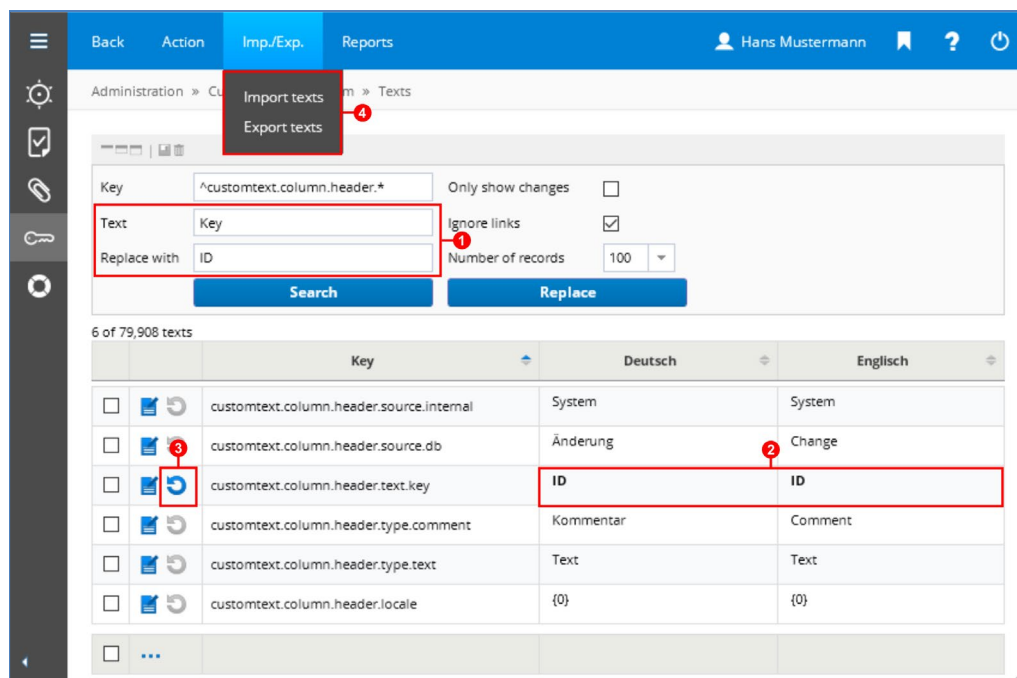 Back Action Imp./Exp. Reports Hans Mustermann ?
Administration » Cu m » Texts
Import texts
Export texts
4
Key ^customtext.column.header.* Only show changes
Text Key Ignore links
1
Replace with ID Number of records 100
Search Replace
6 of 79,908 texts
Key Deutsch Englisch
customtext.column.header.source.internal System System
customtext.column.header.source.db Änderung Change
3 2
customtext.column.header.text.key ID ID
customtext.column.header.type.comment Kommentar Comment
customtext.column.header.type.text Text Text
customtext.column.header.locale {0} {0}
...